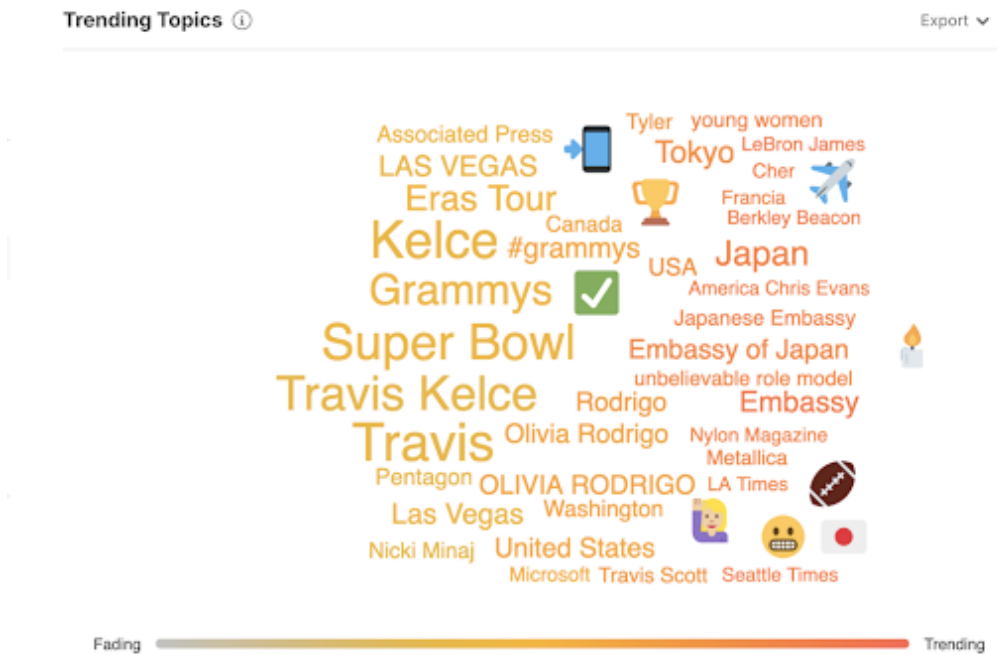 Trending Topics
Export
Tyler young women
Associated Press
LeBron James
Tokyo
LAS VEGAS
Cher
Eras Tour
Francia
Berkley Beacon
Canada
Kelce #grammys
Japan
USA
America Chris Evans
Grammys
Japanese Embassy
Super Bowl
Embassy of Japan
unbelievable role model
Travis Kelce
Rodrigo
Embassy
Travis
Olivia Rodrigo
Nylon Magazine
Metallica
Pentagon
OLIVIA RODRIGO
LA Times
Las Vegas
Washington
Nicki Minaj
United States
Microsoft Travis Scott Seattle Times
Fading
Trending